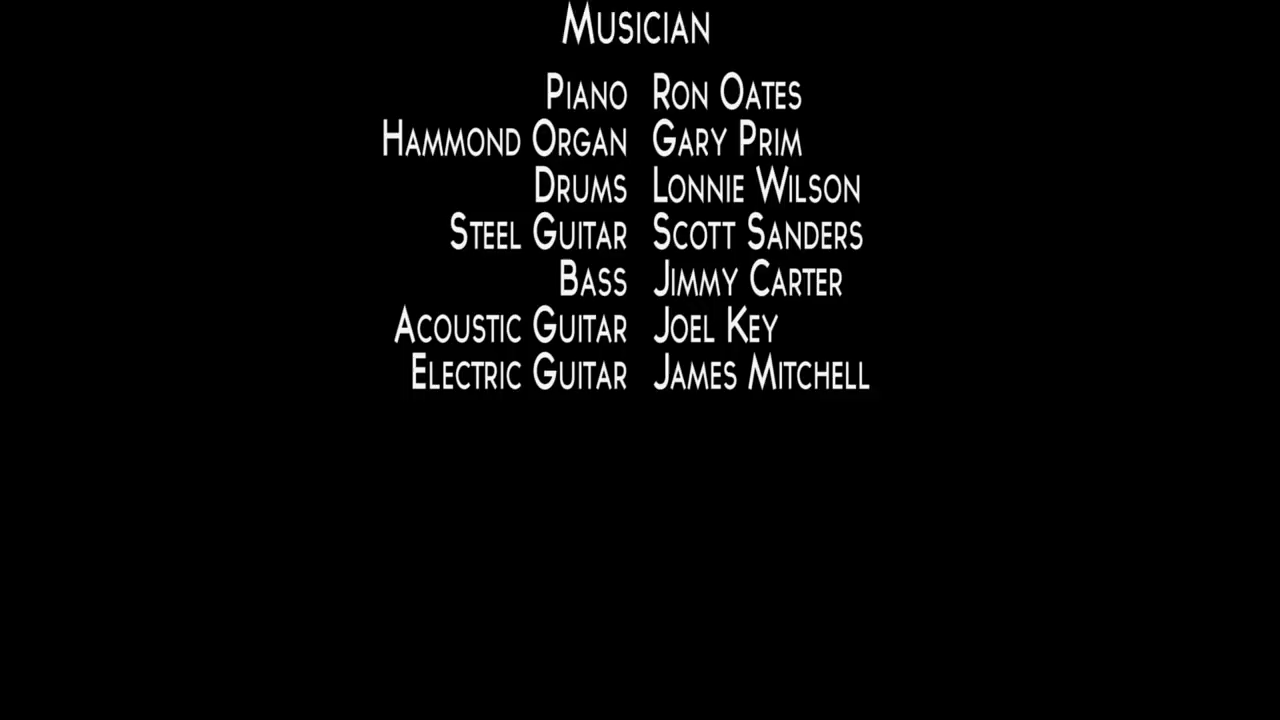 Musician
Piano Ron Oates
Hammond Organ Gary Prim
Drums Lonnie Wilson
Steel Guitar Scott Sanders
Bass Jimmy Carter
Acoustic Guitar Joel Key
Electric Guitar James Mitchell